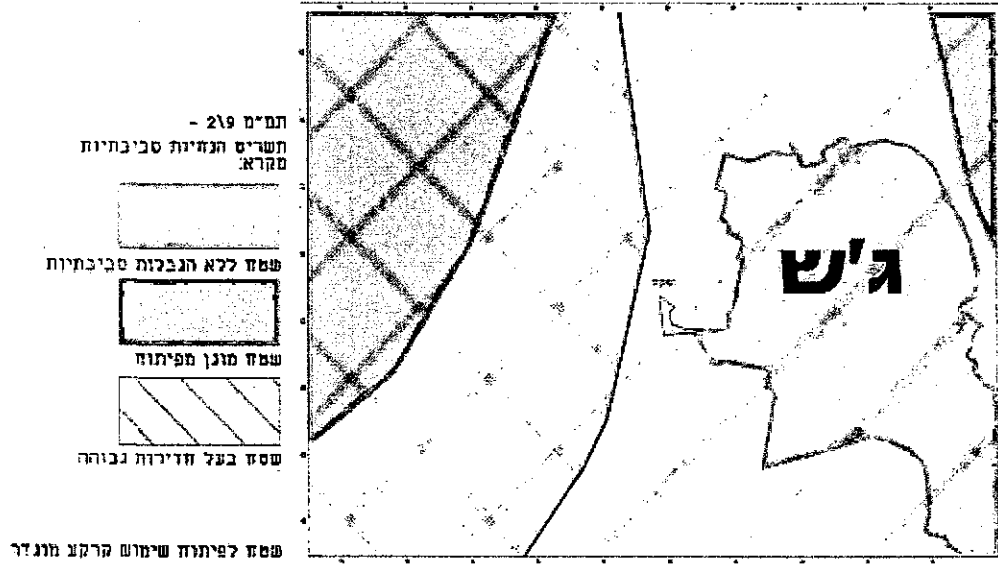 תמ"מ 2\9 -
תשריט הנחיות סביבתיות
מקרא:
שטח ללא הגבלות סביבתיות
שטח מוגן מפיתוח
שטח בעל חדירות גבוהה
שטח לפיתוח שימוש קרקע מוגדר
ג'ש